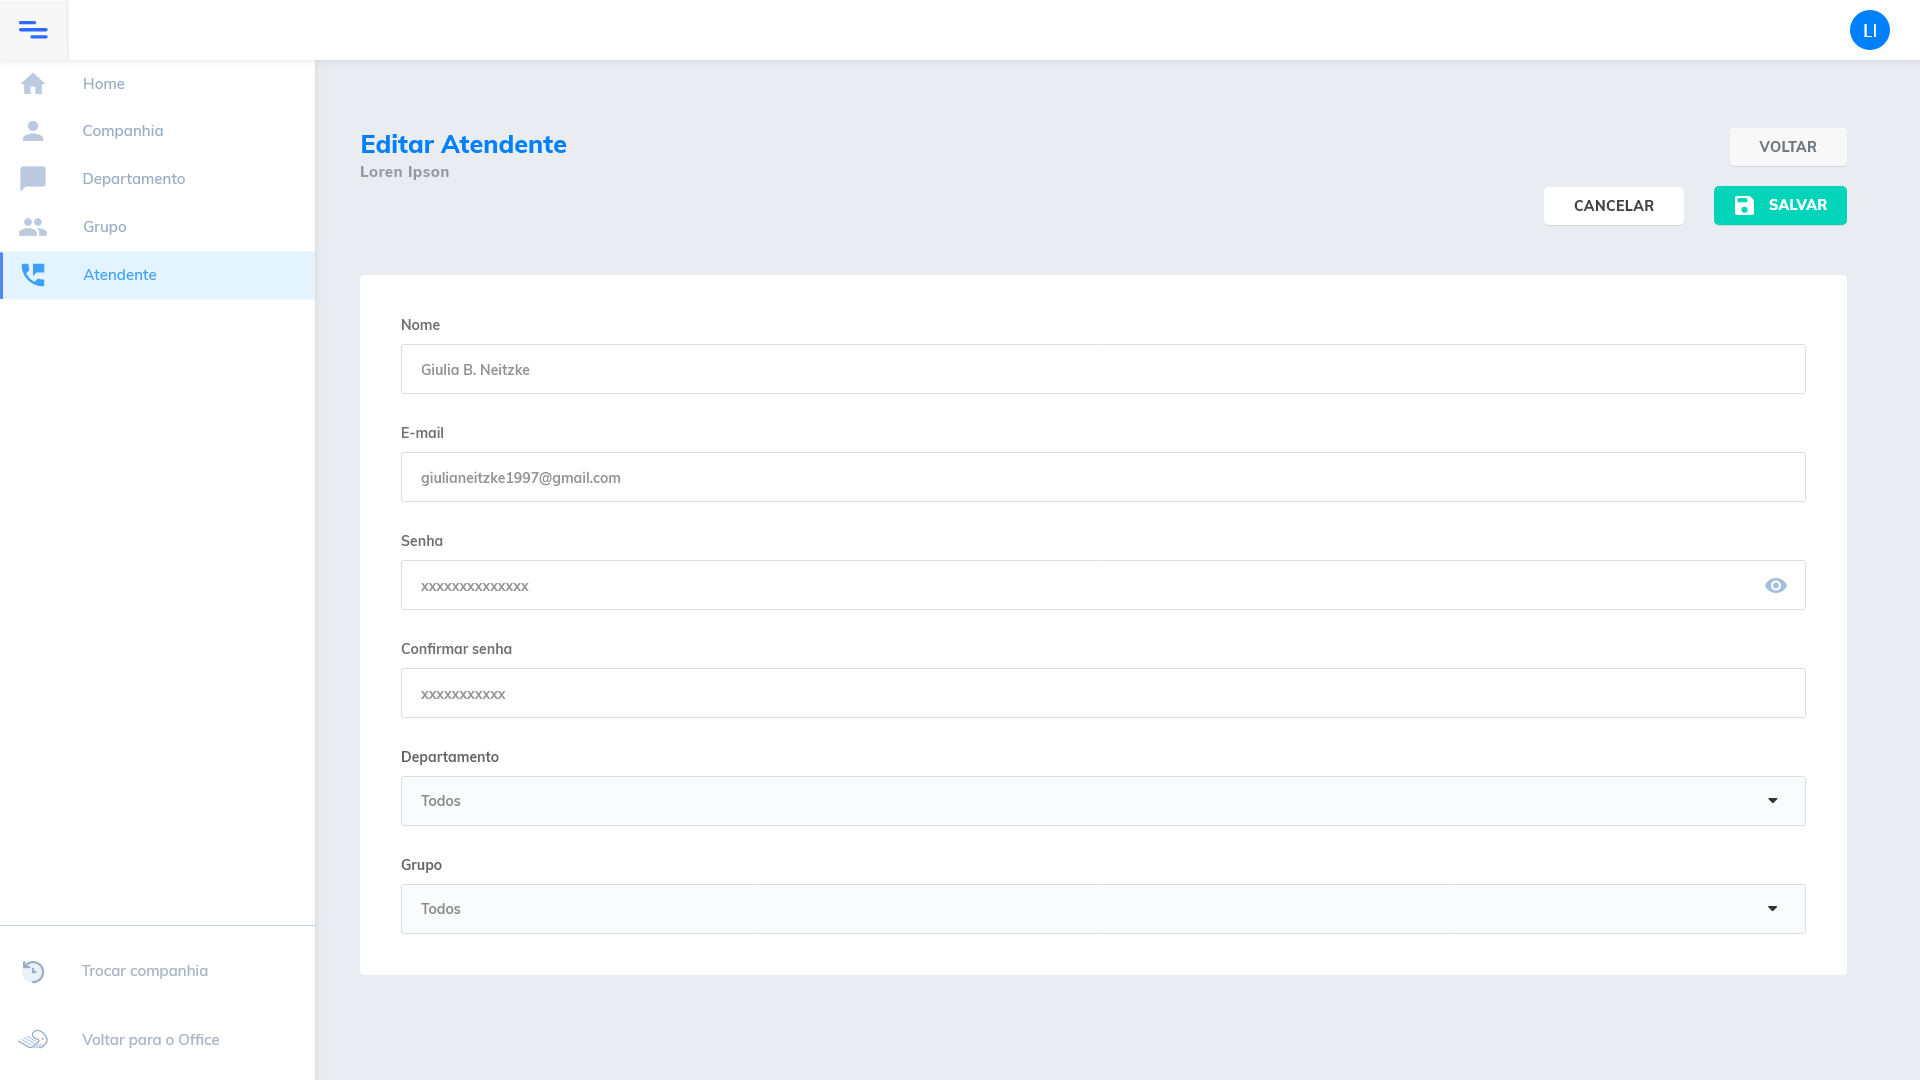 LI
Home
Companhia
Departamento
Grupo
Atendente
Trocar companhia
Voltar para o Office
Editar Atendente
Loren Ipson
VOLTAR
CANCELAR
SALVAR
Nome
Giulia B. Neitzke
E-mail
giulianeitzke1997@gmail.com
Senha
xxxxxxxxxxxxxx
Confirmar senha
xxxxxxxxxxx
Departamento
Todos
Grupo
Todos